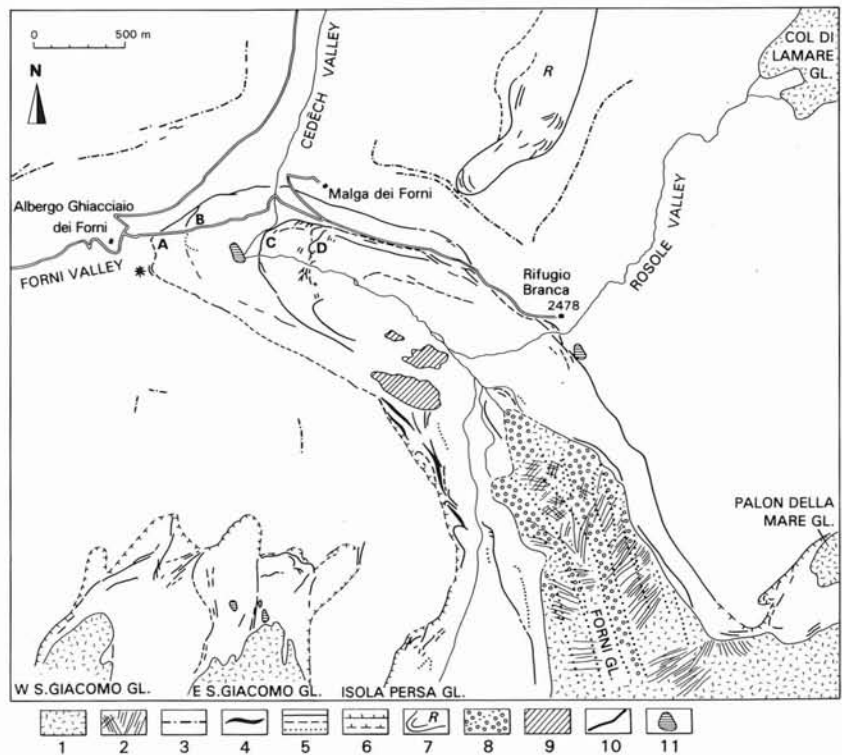 0 500 m
N
CEDĒCH VALLEY
R
COL DI
LAMARE
GL.
Malga dei Forni
Albergo Ghiacciaio
dei Forni
A
B
C
D
FORNI VALLEY
Rifugio
Branca
2478
ROSOLE VALLEY
PALON DELLA
MARE GL.
FORNI GL.
W S.GIACOMO GL.
E S.GIACOMO GL.
ISOLA PERSA GL.
R
1 2 3 4 5 6 7 8 9 10 11